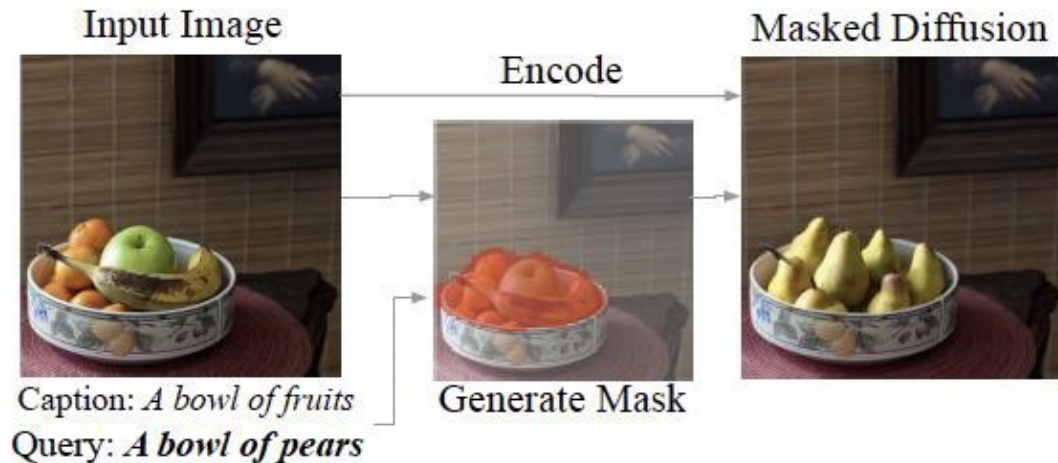 Input Image
Encode
Masked Diffusion
Generate Mask
Caption: A bowl of fruits
Query: A bowl of pears